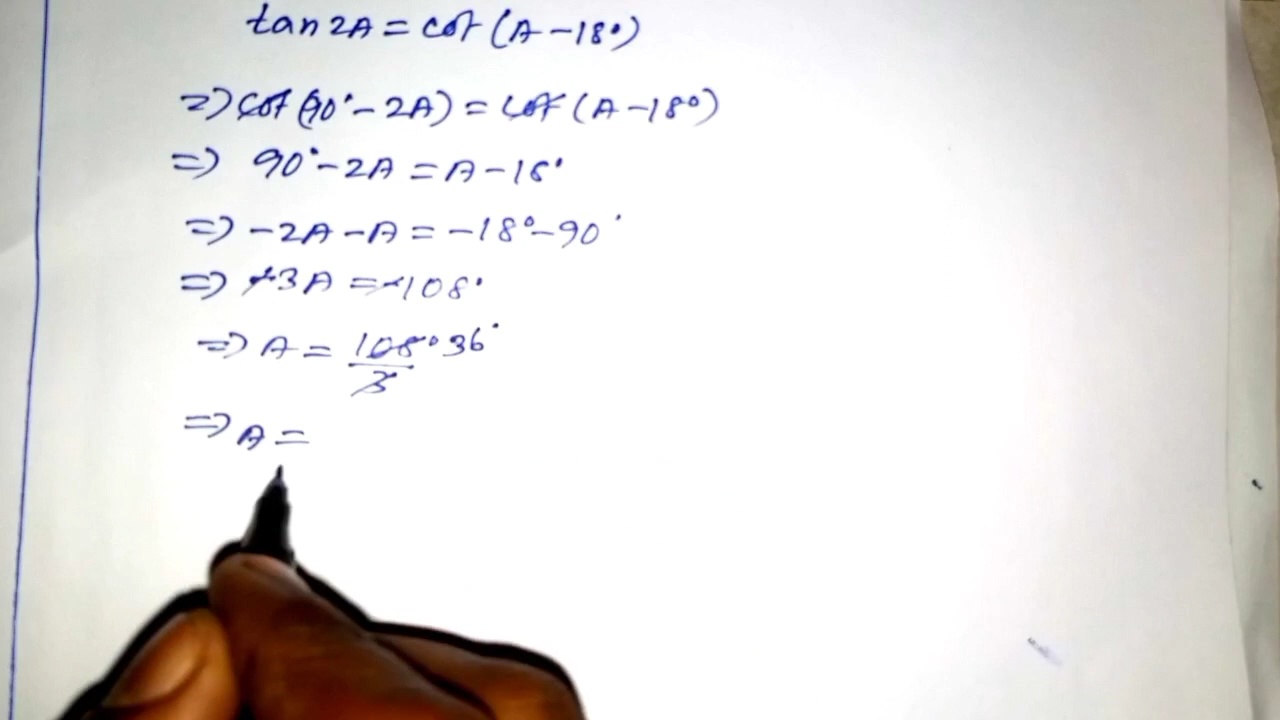 tan 2A = cot (A - 18°)
=> cot (90° - 2A) = cot (A - 18°)
=> 90° - 2A = A - 18°
=> -2A - A = -18° - 90°
=> -3A = -108°
=> A = 108°/3 36°
=> A =